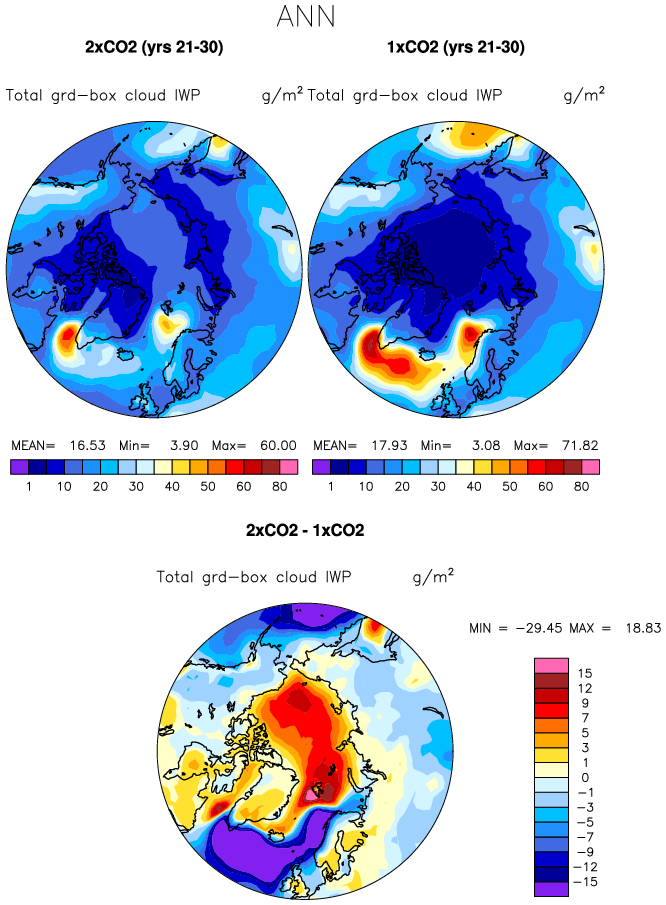 ANN
2xCO2 (yrs 21-30) 1xCO2 (yrs 21-30)
Total grd-box cloud IWP g/m² Total grd-box cloud IWP g/m²
MEAN= 16.53 Min= 3.90 Max= 60.00 MEAN= 17.93 Min= 3.08 Max= 71.82
1 10 20 30 40 50 60 80 1 10 20 30 40 50 60 80
2xCO2 - 1xCO2
Total grd-box cloud IWP g/m²
MIN = -29.45 MAX = 18.83
15
12
9
7
5
3
1
0
-1
-3
-5
-7
-9
-12
-15